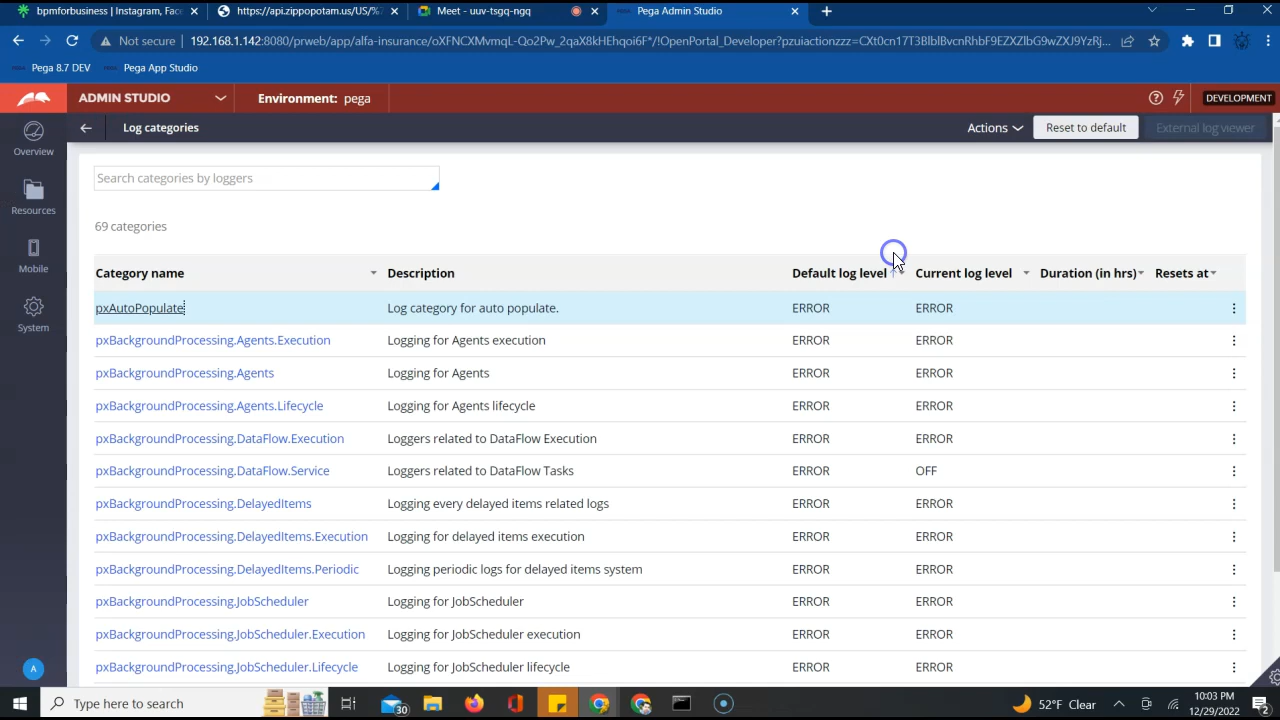 bpmforbusiness | Instagram, Fac
https://api.zippopotam.us/US/%7
Meet - uuv-tsgq-ngq
Pega Admin Studio
Not secure
192.168.1.142:8080/prweb/app/alfa-insurance/oXFNCXMvmqL-Qo2Pw_2qaX8kHEhqoi6F*/!OpenPortal_Developer?pzuiactionzzz=CXt0cn17T3BlblBvcnRhbF9EZXZlbG9wZXJ9YzRj...
Pega 8.7 DEV
Pega App Studio
ADMIN STUDIO
Environment: pega
DEVELOPMENT
Log categories
Actions
Reset to default
External log viewer
Overview
Resources
Mobile
System
A
Search categories by loggers
69 categories
Category name Description Default log level Current log level Duration (in hrs) Resets at
pxAutoPopulate Log category for auto populate. ERROR ERROR
pxBackgroundProcessing.Agents.Execution Logging for Agents execution ERROR ERROR
pxBackgroundProcessing.Agents Logging for Agents ERROR ERROR
pxBackgroundProcessing.Agents.Lifecycle Logging for Agents lifecycle ERROR ERROR
pxBackgroundProcessing.DataFlow.Execution Loggers related to DataFlow Execution ERROR ERROR
pxBackgroundProcessing.DataFlow.Service Loggers related to DataFlow Tasks ERROR OFF
pxBackgroundProcessing.DelayedItems Logging every delayed items related logs ERROR ERROR
pxBackgroundProcessing.DelayedItems.Execution Logging for delayed items execution ERROR ERROR
pxBackgroundProcessing.DelayedItems.Periodic Logging periodic logs for delayed items system ERROR ERROR
pxBackgroundProcessing.JobScheduler Logging for JobScheduler ERROR ERROR
pxBackgroundProcessing.JobScheduler.Execution Logging for JobScheduler execution ERROR ERROR
pxBackgroundProcessing.JobScheduler.Lifecycle Logging for JobScheduler lifecycle ERROR ERROR
Type here to search
30
52°F Clear
10:03 PM
12/29/2022
2